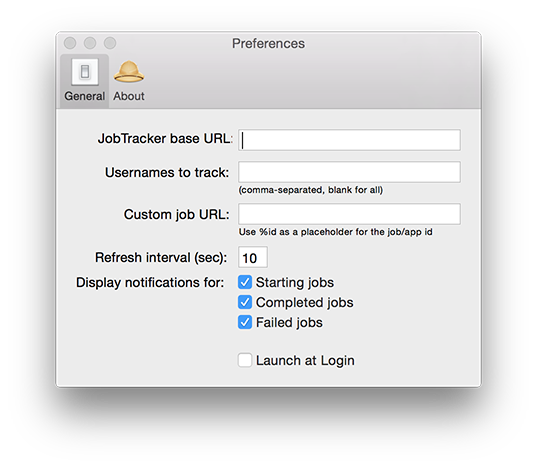 Preferences
General
About
JobTracker base URL:
Usernames to track:
(comma-separated, blank for all)
Custom job URL:
Use %id as a placeholder for the job/app id
Refresh interval (sec): 10
Display notifications for: Starting jobs
Completed jobs
Failed jobs
Launch at Login